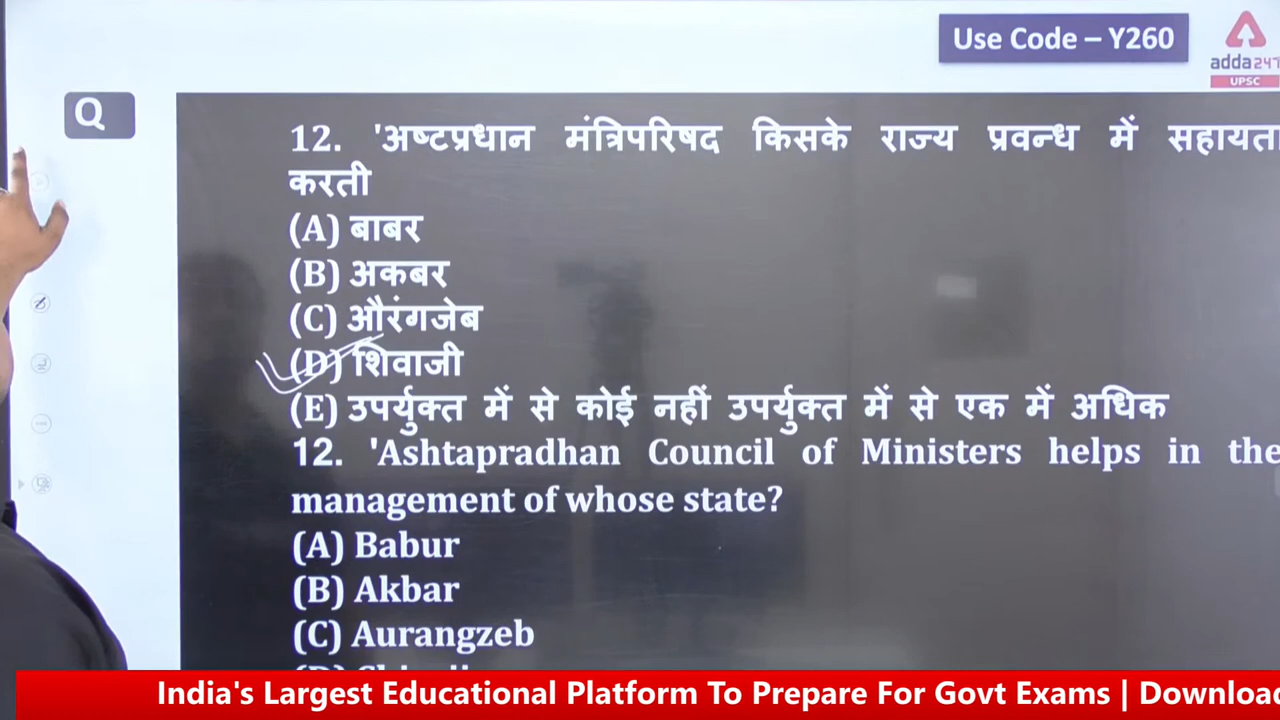 Use Code – Y260
adda247
UPSC
Q
12. 'अष्टप्रधान मंत्रिपरिषद किसके राज्य प्रवन्ध में सहायता
करती
(A) बाबर
(B) अकबर
(C) औरंगजेब
(D) शिवाजी
(E) उपर्युक्त में से कोई नहीं उपर्युक्त में से एक में अधिक
12. 'Ashtapradhan Council of Ministers helps in the
management of whose state?
(A) Babur
(B) Akbar
(C) Aurangzeb
India's Largest Educational Platform To Prepare For Govt Exams | Download